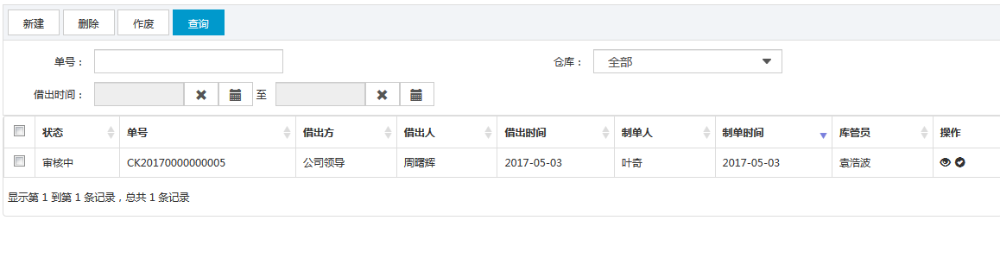 新建 删除 作废 查询
单号： 仓库： 全部
借出时间： 至
状态 单号 借出方 借出人 借出时间 制单人 制单时间 库管员 操作
审核中 CK20170000000005 公司领导 周曙辉 2017-05-03 叶奇 2017-05-03 袁浩波
显示第 1 到第 1 条记录，总共 1 条记录